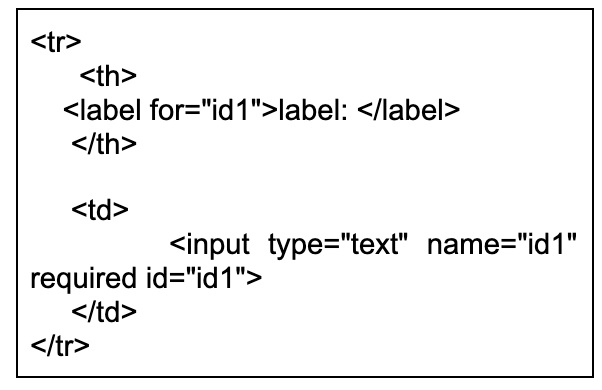 <tr>
<th>
<label for="id1">label: </label>
</th>
<td>
<input type="text" name="id1"
required id="id1">
</td>
</tr>